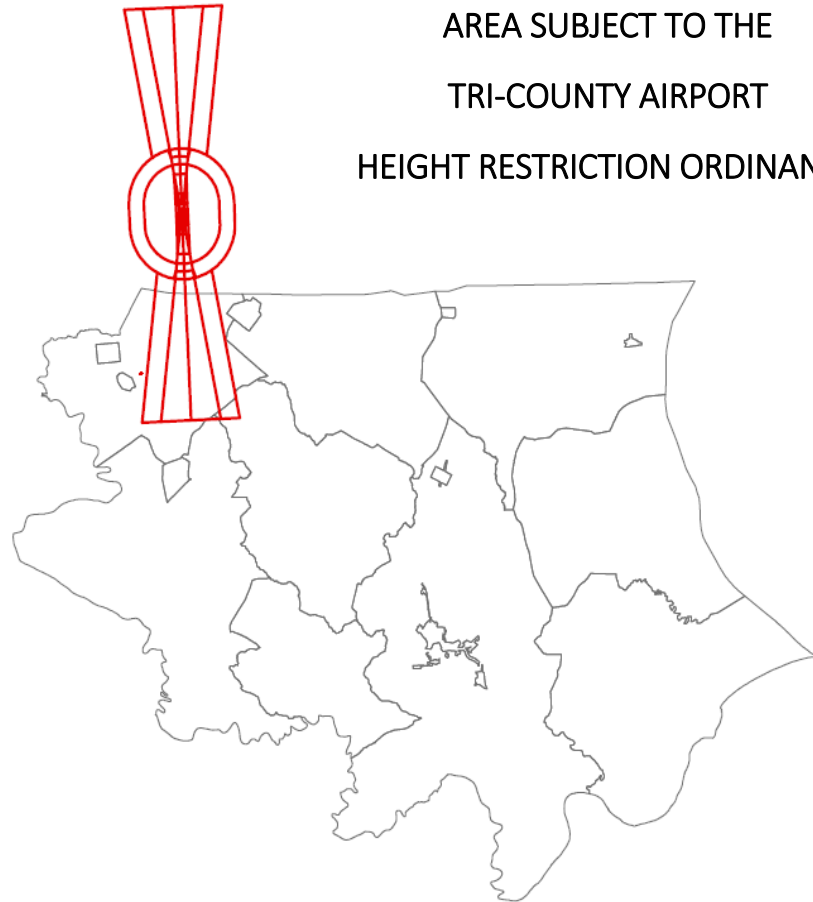 AREA SUBJECT TO THE
TRI-COUNTY AIRPORT
HEIGHT RESTRICTION ORDINAN